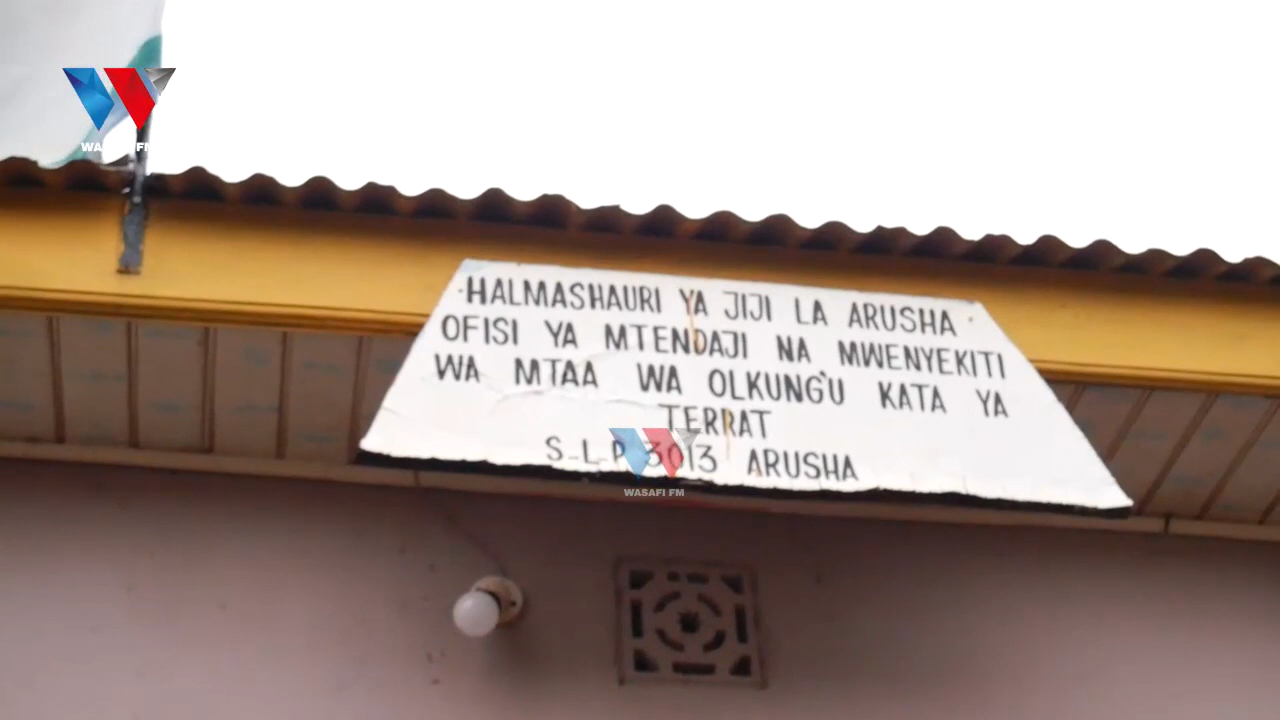 WASAFI FM
HALMASHAURI YA JIJI LA ARUSHA
OFISI YA MTENDAJI NA MWENYEKITI
WA MTAA WA OLKUNG'U KATA YA
TERRAT
S-L-P 3013 ARUSHA
WASAFI FM